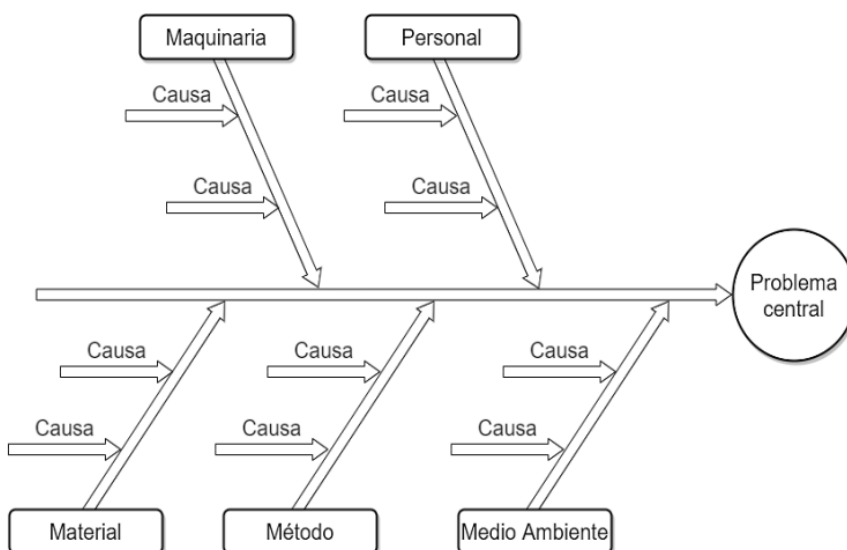 Maquinaria
Personal
Causa
Causa
Causa
Causa
Problema
central
Causa
Causa
Causa
Causa
Causa
Causa
Material
Método
Medio Ambiente